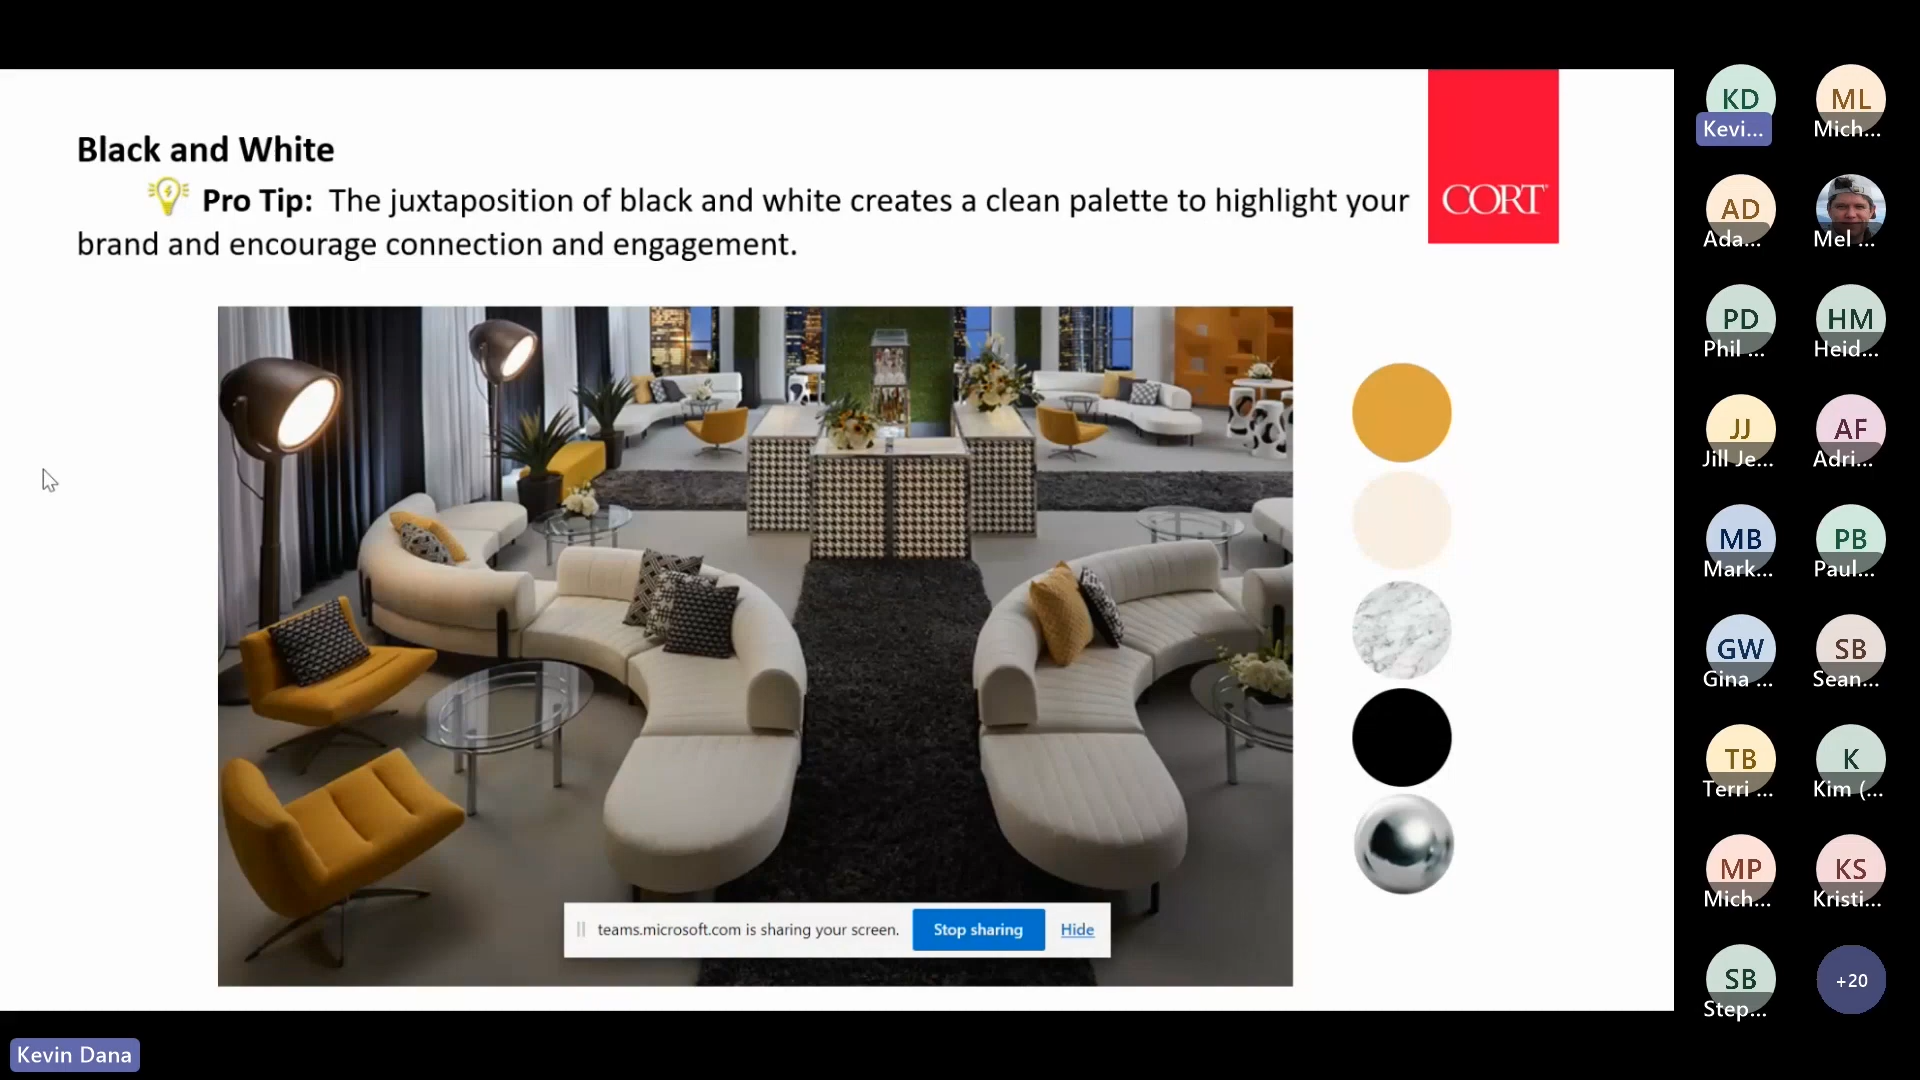 Black and White
Pro Tip: The juxtaposition of black and white creates a clean palette to highlight your
brand and encourage connection and engagement.
CORT
teams.microsoft.com is sharing your screen.
Stop sharing
Hide
KD
Kevi...
ML
Mich...
AD
Ada...
Mel ...
PD
Phil ...
HM
Heid...
JJ
Jill Je...
AF
Adri...
MB
Mark...
PB
Paul...
GW
Gina ...
SB
Sean...
TB
Terri ...
K
Kim (...
MP
Mich...
KS
Kristi...
SB
Step...
+20
Kevin Dana